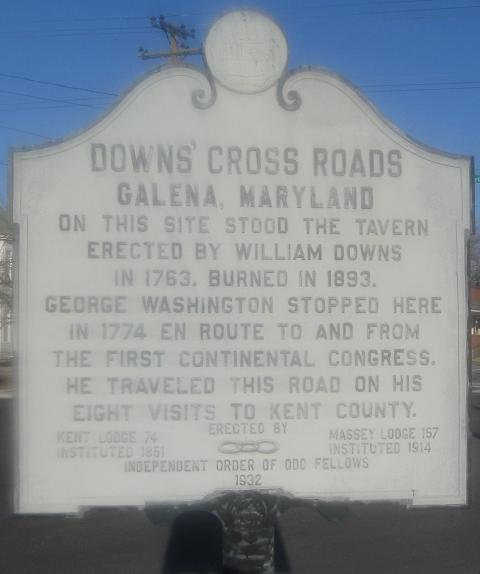 DOWNS' CROSS ROADS
GALENA, MARYLAND
ON THIS SITE STOOD THE TAVERN
ERECTED BY WILLIAM DOWNS
IN 1763. BURNED IN 1893.
GEORGE WASHINGTON STOPPED HERE
IN 1774 EN ROUTE TO AND FROM
THE FIRST CONTINENTAL CONGRESS.
HE TRAVELED THIS ROAD ON HIS
EIGHT VISITS TO KENT COUNTY.
ERECTED BY
KENT LODGE 74
INSTITUTED 1851
MASSEY LODGE 157
INSTITUTED 1914
INDEPENDENT ORDER OF ODD FELLOWS
1932